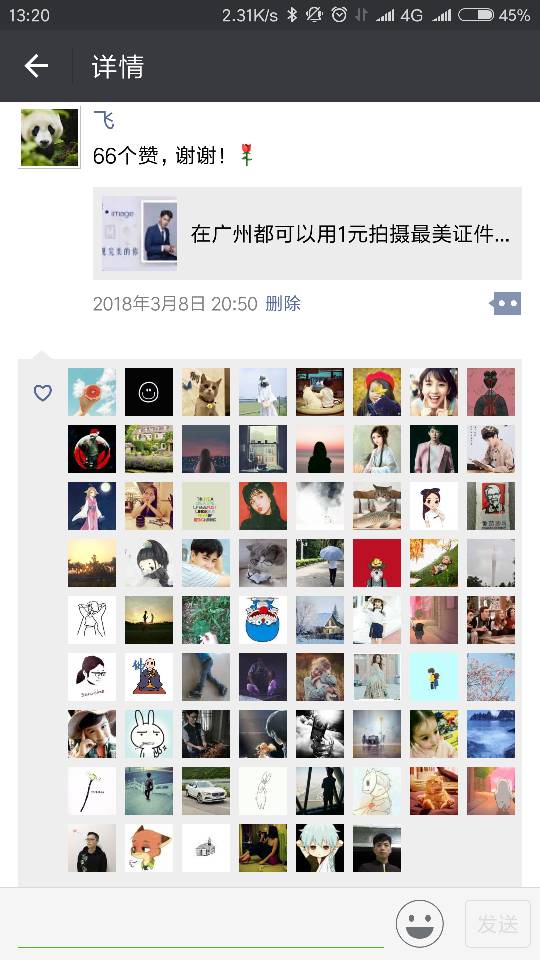 13:20 2.31K/s 4G 45%
详情
飞
66个赞，谢谢！
image
在广州都可以用1元拍摄最美证件...
2018年3月8日 20:50 删除
发送